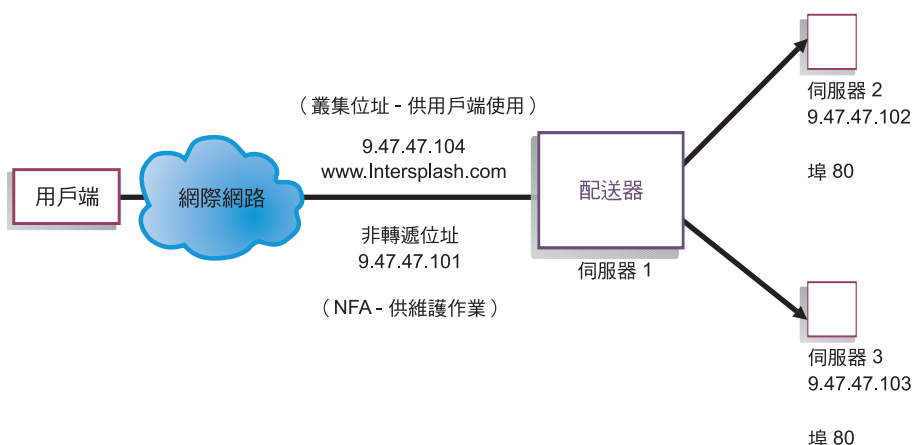 用戶端
網際網路
（叢集位址 - 供用戶端使用）
9.47.47.104
www.Intersplash.com
非轉遞位址
9.47.47.101
（NFA - 供維護作業）
配送器
伺服器 1
伺服器 2
9.47.47.102
埠 80
伺服器 3
9.47.47.103
埠 80